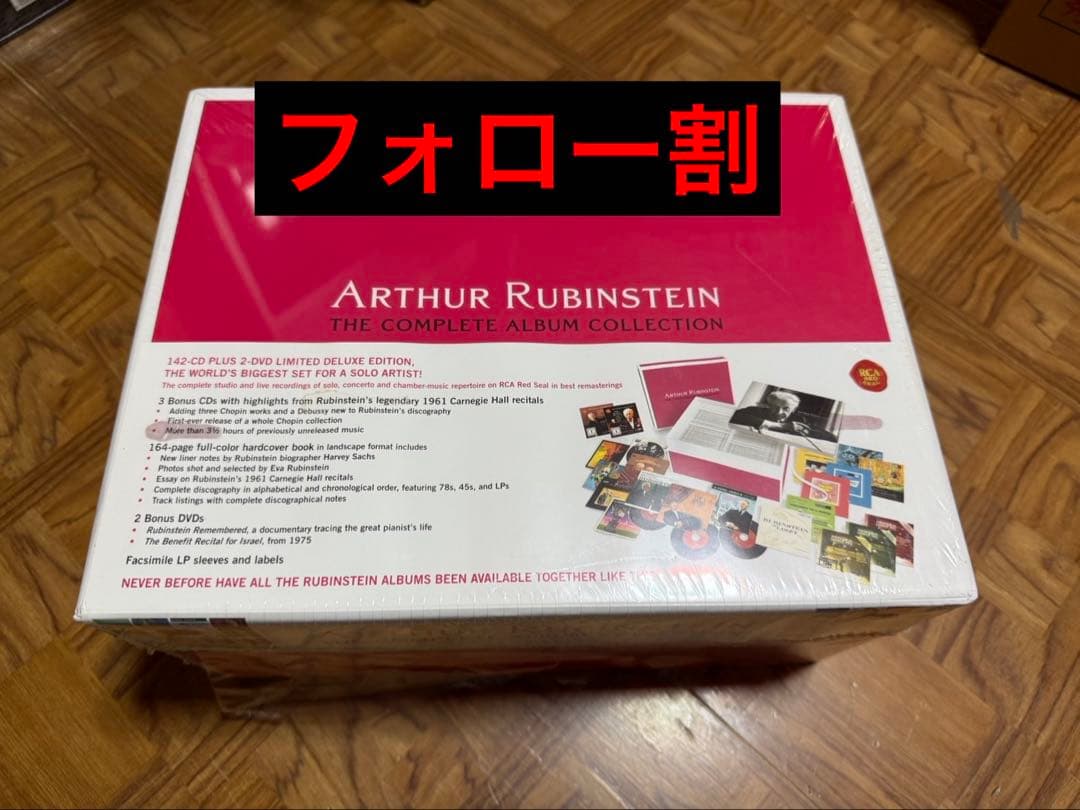 フォロー割
ARTHUR RUBINSTEIN
THE COMPLETE ALBUM COLLECTION
142-CD PLUS 2-DVD LIMITED DELUXE EDITION,
THE WORLD'S BIGGEST SET FOR A SOLO ARTIST!
The complete studio and live recordings of solo, concerto and chamber-music repertoire on RCA Red Seal in best remasterings
3 Bonus CDs with highlights from Rubinstein's legendary 1961 Carnegie Hall recitals
• Adding three Chopin works and a Debussy new to Rubinstein's discography
• First-ever release of a whole Chopin collection
• More than 3½ hours of previously unreleased music
164-page full-color hardcover book in landscape format includes
• New liner notes by Rubinstein biographer Harvey Sachs
• Photos shot and selected by Eva Rubinstein
• Essay on Rubinstein's 1961 Carnegie Hall recitals
• Complete discography in alphabetical and chronological order, featuring 78s, 45s, and LPs
• Track listings with complete discographical notes
2 Bonus DVDs
• Rubinstein Remembered, a documentary tracing the great pianist's life
• The Benefit Recital for Israel, from 1975
Facsimile LP sleeves and labels
NEVER BEFORE HAVE ALL THE RUBINSTEIN ALBUMS BEEN AVAILABLE TOGETHER LIKE
RCA
RED
SEAL
ARTHUR RUBINSTEIN